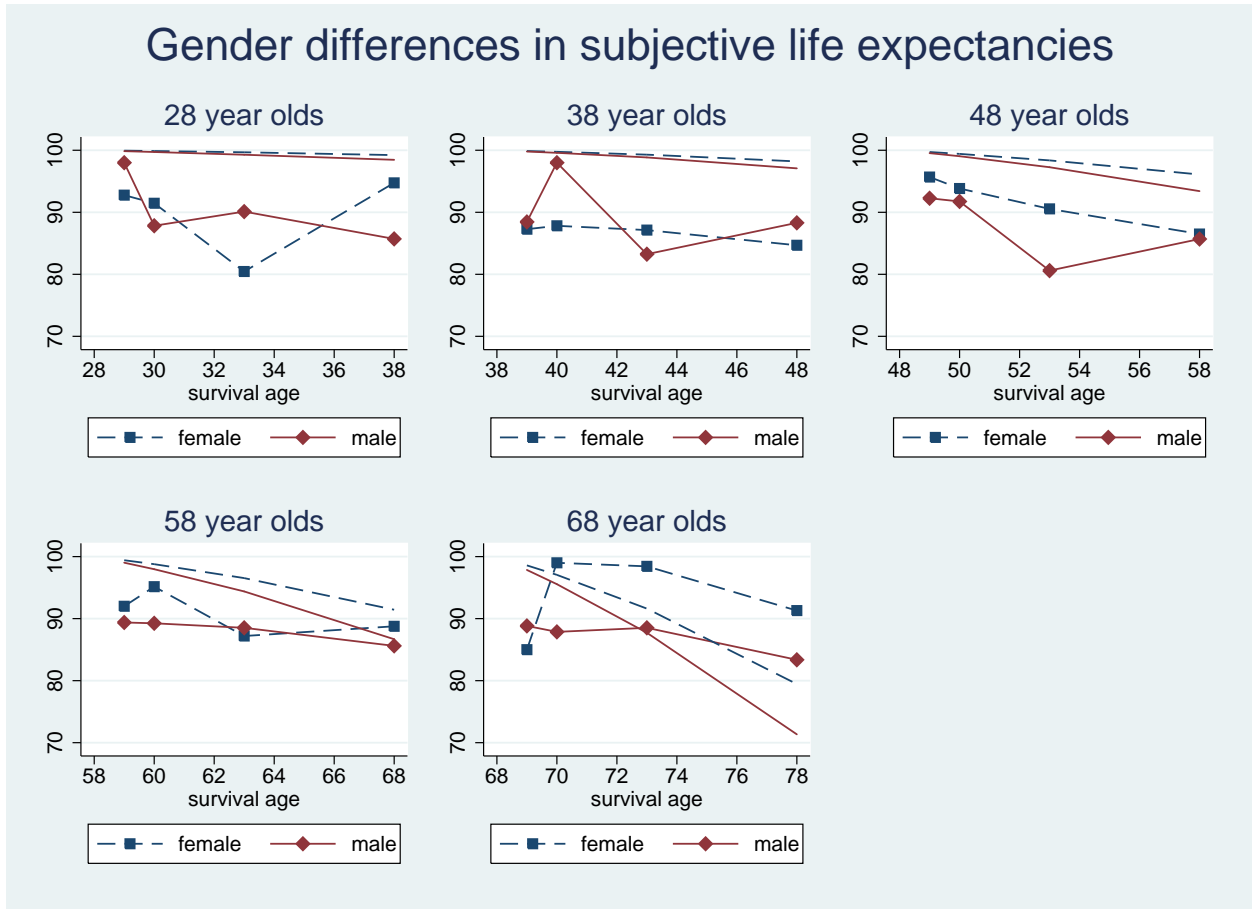 Gender differences in subjective life expectancies
28 year olds
100
90
80
70
28 30 32 34 36 38
survival age
female male
38 year olds
100
90
80
70
38 40 42 44 46 48
survival age
female male
48 year olds
100
90
80
70
48 50 52 54 56 58
survival age
female male
58 year olds
100
90
80
70
58 60 62 64 66 68
survival age
female male
68 year olds
100
90
80
70
68 70 72 74 76 78
survival age
female male